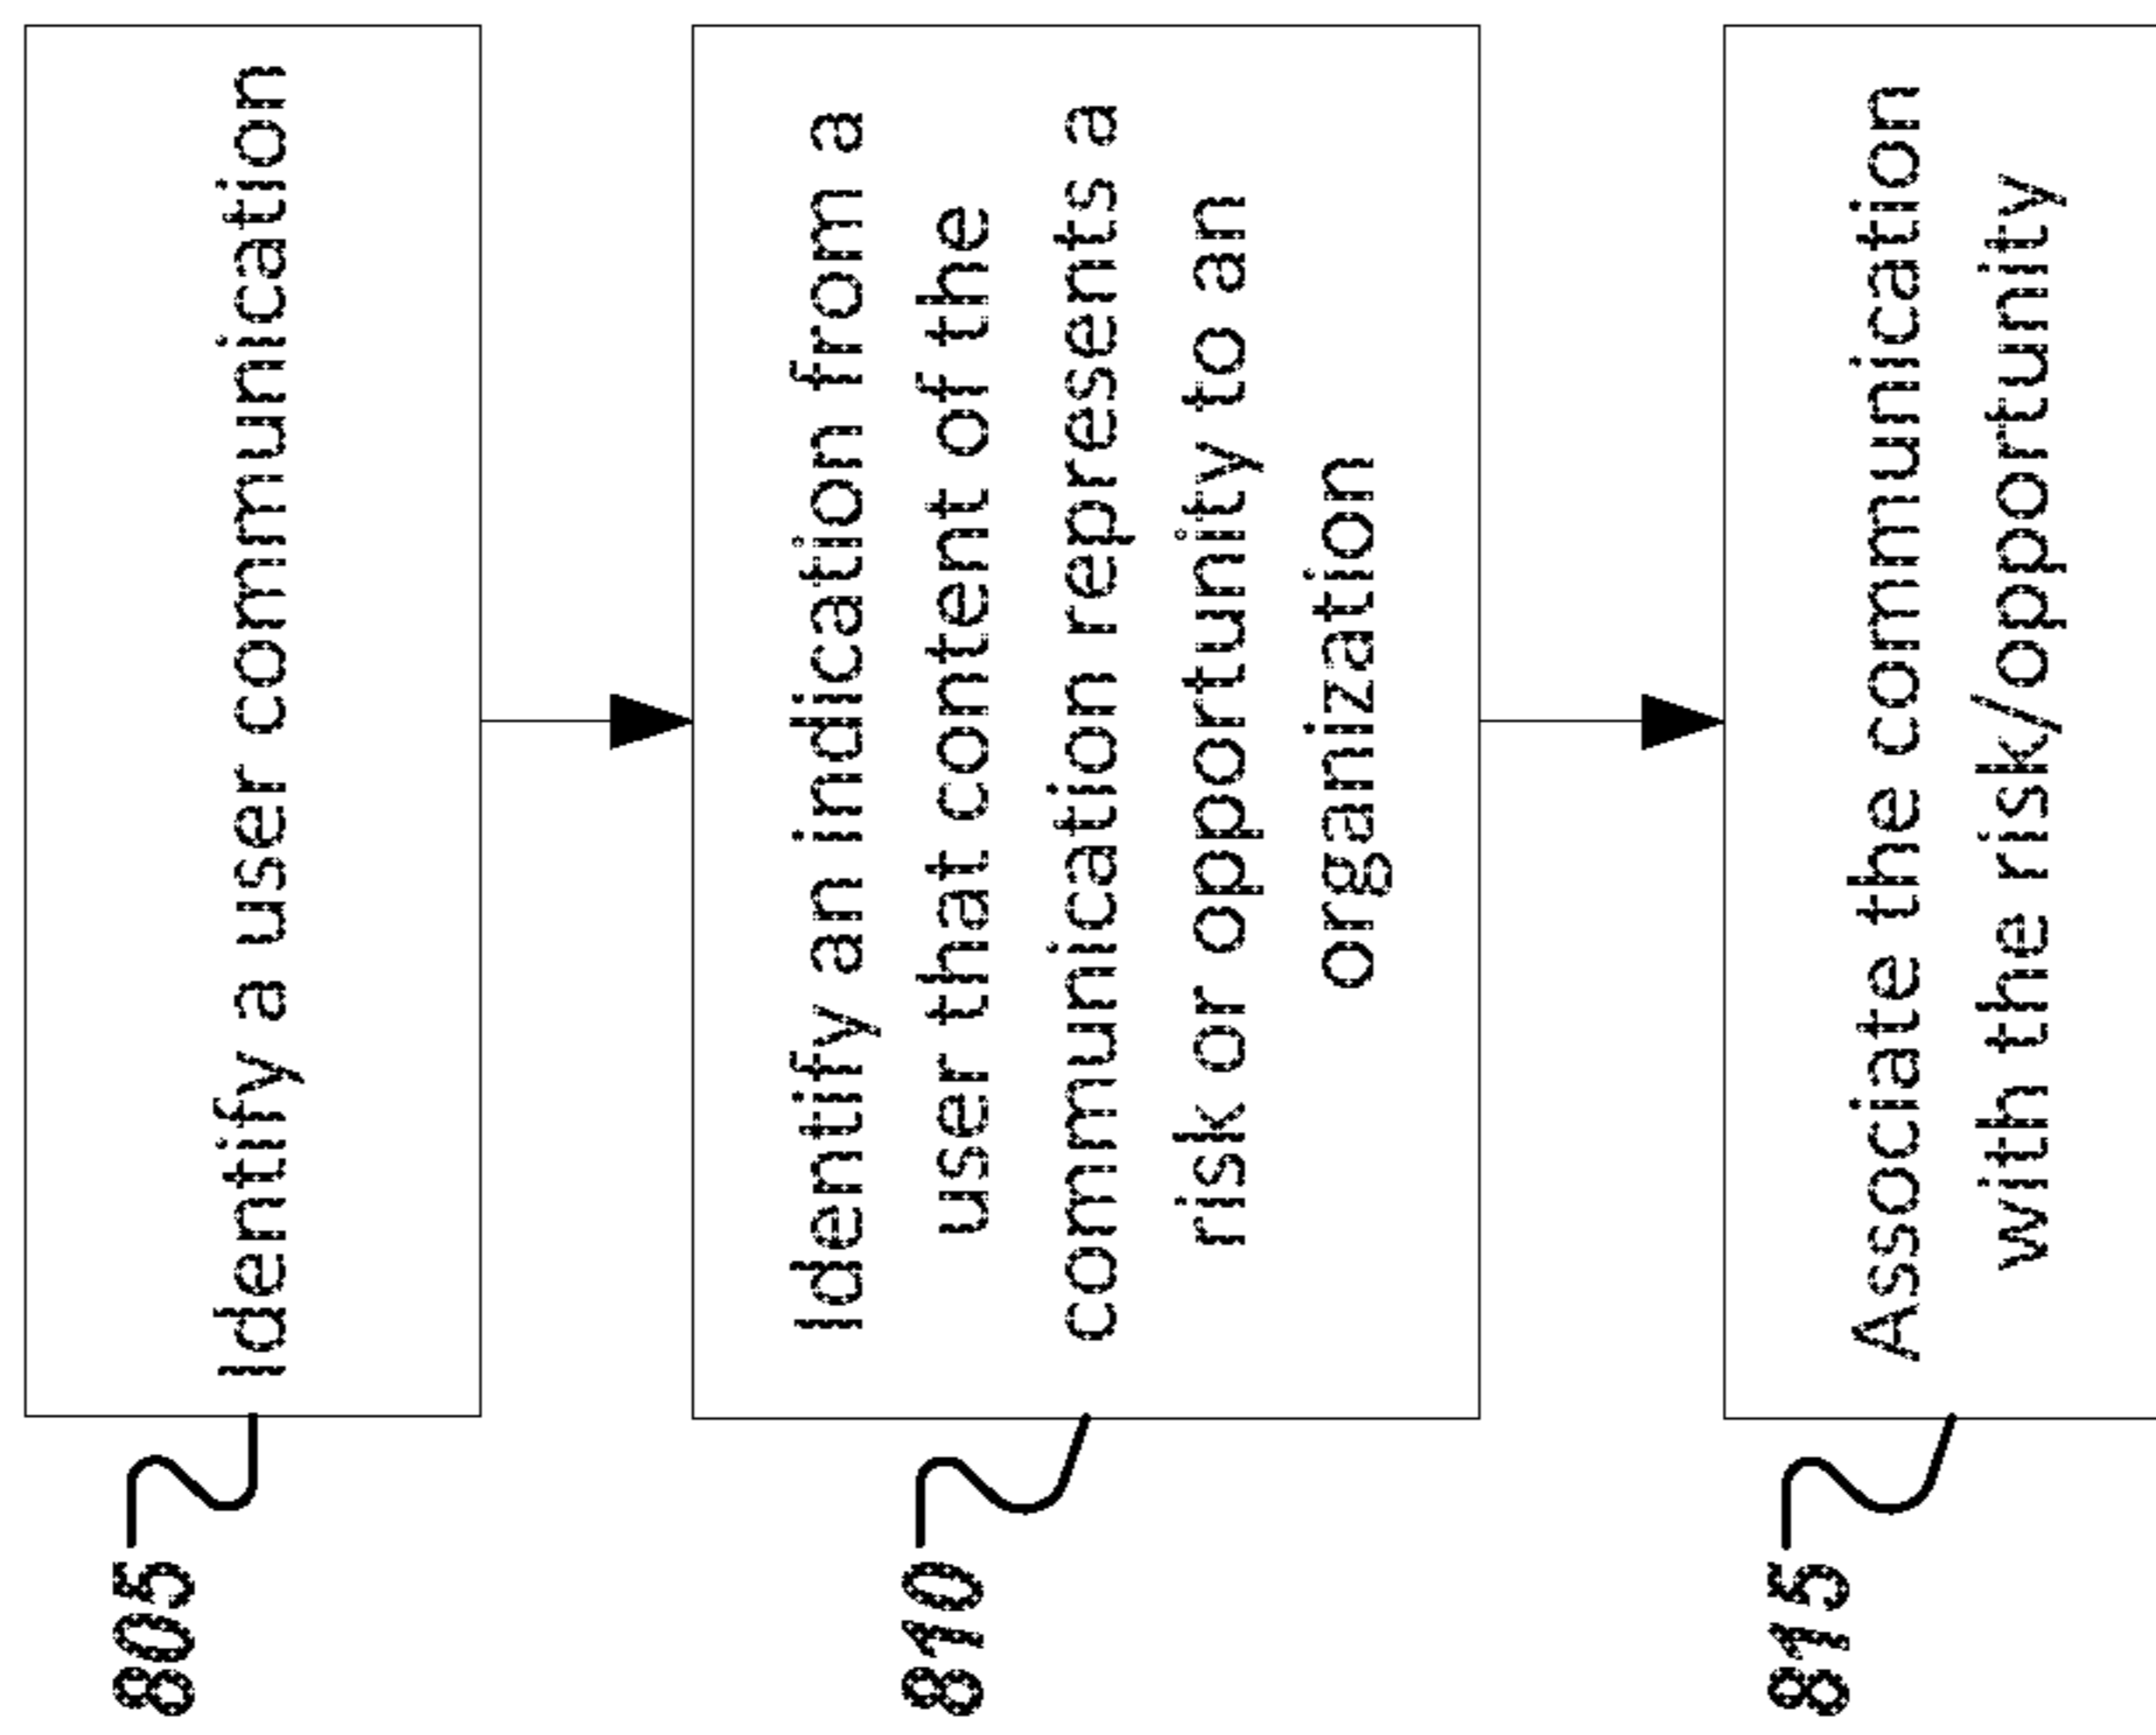 805
Identify a user communication
810
Identify an indication from a
user that content of the
communication represents a
risk or opportunity to an
organization
815
Associate the communication
with the risk/opportunity